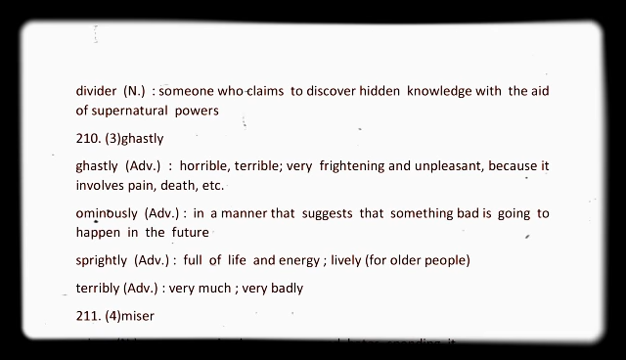 divider (N.) : someone who claims to discover hidden knowledge with the aid
of supernatural powers
210. (3)ghastly
ghastly (Adv.) : horrible, terrible; very frightening and unpleasant, because it
involves pain, death, etc.
ominously (Adv.) : in a manner that suggests that something bad is going to
happen in the future
sprightly (Adv.) : full of life and energy ; lively (for older people)
terribly (Adv.) : very much ; very badly
211. (4)miser